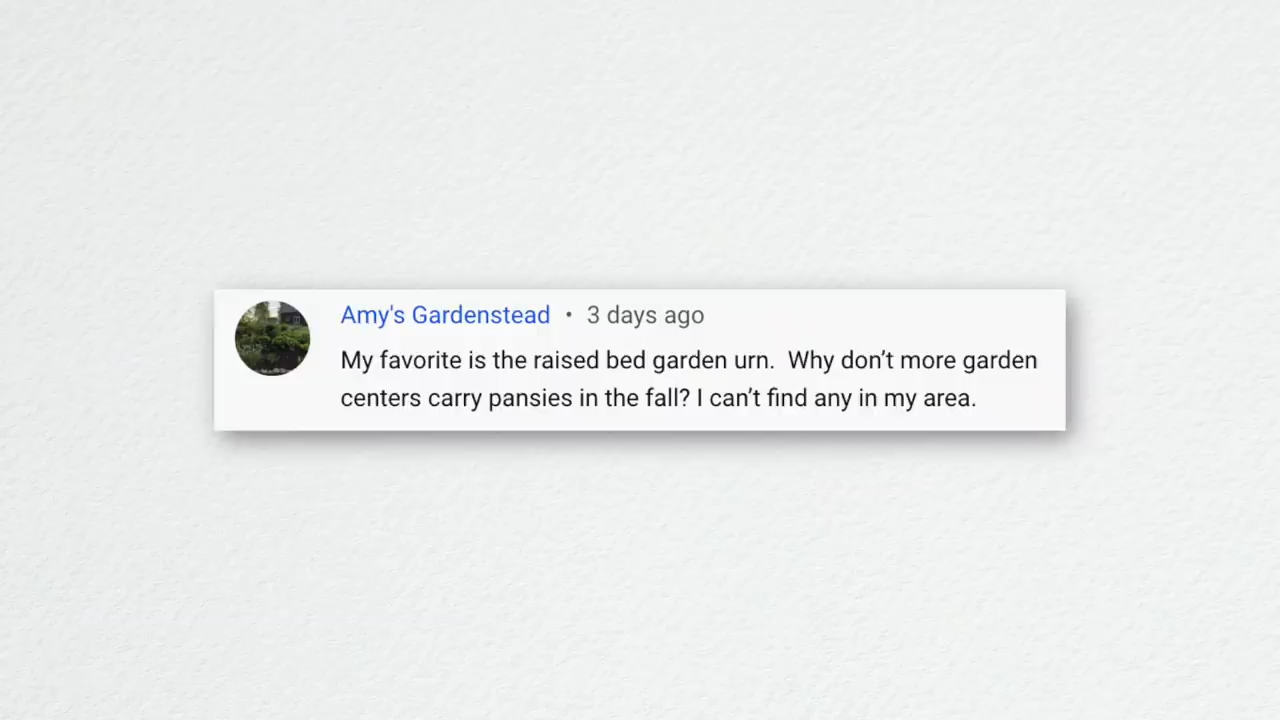 Amy's Gardenstead • 3 days ago
My favorite is the raised bed garden urn.  Why don’t more garden
centers carry pansies in the fall? I can’t find any in my area.